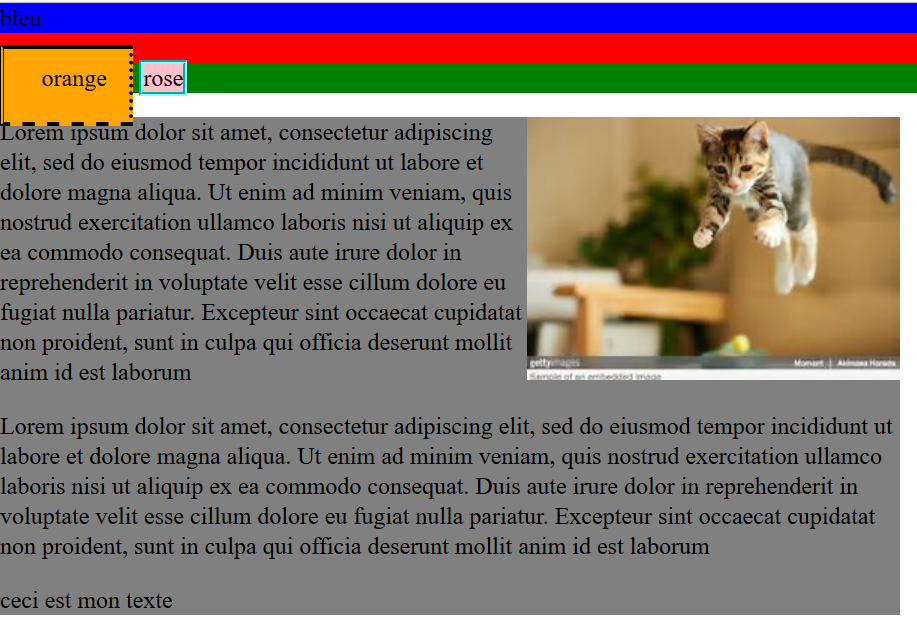 bleu
orange rose
Lorem ipsum dolor sit amet, consectetur adipiscing
elit, sed do eiusmod tempor incididunt ut labore et
dolore magna aliqua. Ut enim ad minim veniam, quis
nostrud exercitation ullamco laboris nisi ut aliquip ex
ea commodo consequat. Duis aute irure dolor in
reprehenderit in voluptate velit esse cillum dolore eu
fugiat nulla pariatur. Excepteur sint occaecat cupidatat
non proident, sunt in culpa qui officia deserunt mollit
anim id est laborum
gettyimages Moment | Akimasa Harada
Sample of an embedded image
Lorem ipsum dolor sit amet, consectetur adipiscing elit, sed do eiusmod tempor incididunt ut
labore et dolore magna aliqua. Ut enim ad minim veniam, quis nostrud exercitation ullamco
laboris nisi ut aliquip ex ea commodo consequat. Duis aute irure dolor in reprehenderit in
voluptate velit esse cillum dolore eu fugiat nulla pariatur. Excepteur sint occaecat cupidatat
non proident, sunt in culpa qui officia deserunt mollit anim id est laborum
ceci est mon texte